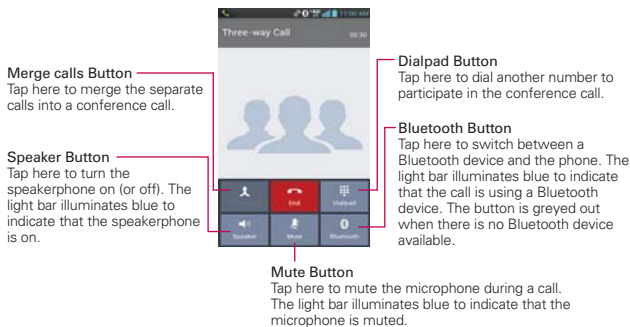 11:00 AM
Three-way Call
00:30
Merge calls Button
Tap here to merge the separate
calls into a conference call.
Speaker Button
Tap here to turn the
speakerphone on (or off). The
light bar illuminates blue to
indicate that the speakerphone
is on.
Dialpad Button
Tap here to dial another number to
participate in the conference call.
Bluetooth Button
Tap here to switch between a
Bluetooth device and the phone. The
light bar illuminates blue to indicate
that the call is using a Bluetooth
device. The button is greyed out
when there is no Bluetooth device
available.
End
Dialpad
Speaker
Mute
Bluetooth
Mute Button
Tap here to mute the microphone during a call.
The light bar illuminates blue to indicate that the
microphone is muted.